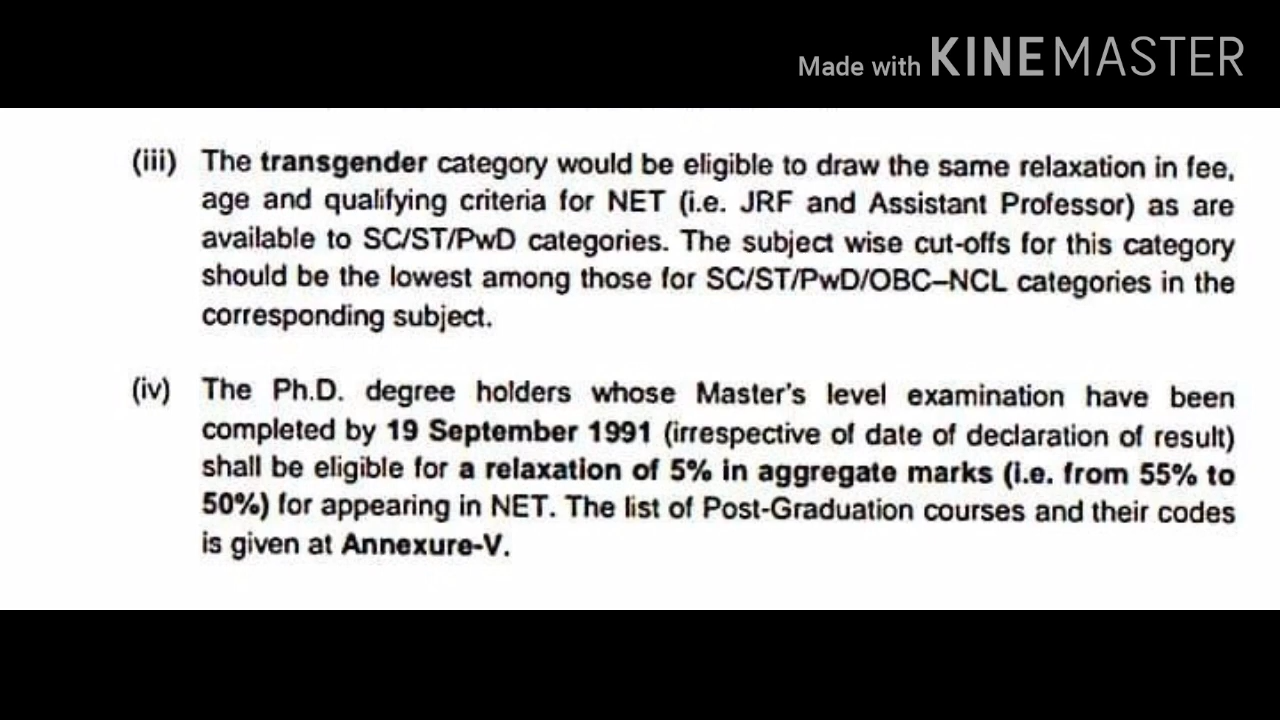 Made with KINEMASTER
(iii) The transgender category would be eligible to draw the same relaxation in fee,
age and qualifying criteria for NET (i.e. JRF and Assistant Professor) as are
available to SC/ST/PwD categories. The subject wise cut-offs for this category
should be the lowest among those for SC/ST/PwD/OBC–NCL categories in the
corresponding subject.
(iv) The Ph.D. degree holders whose Master's level examination have been
completed by 19 September 1991 (irrespective of date of declaration of result)
shall be eligible for a relaxation of 5% in aggregate marks (i.e. from 55% to
50%) for appearing in NET. The list of Post-Graduation courses and their codes
is given at Annexure-V.